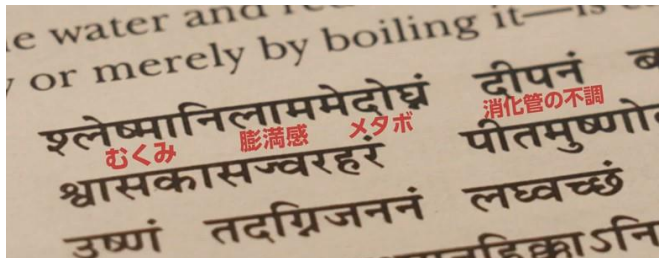 e water and
y or merely by boiling it—is
श्लेष्मानिलाममेदोघ्नं दीपनं
むくみ 膨満感 メタボ 消化管の不調
श्वासकासज्वरहरं पीतमुष्णो
उष्णं तदग्निजननं लघ्वच्छं